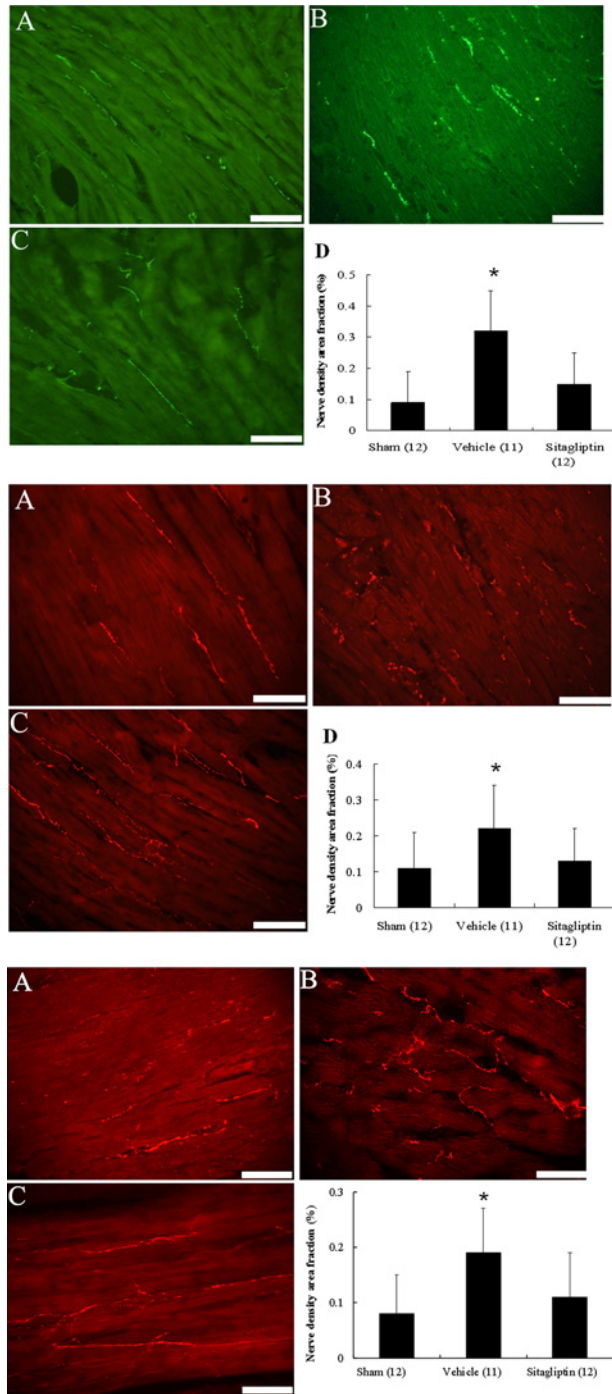 A
B
C
D
Nerve density area fraction (%)
0.5
0.4
0.3
0.2
0.1
0
*
Sham (12)
Vehicle (11)
Sitagliptin
(12)
A
B
C
D
Nerve density area fraction (%)
0.4
0.3
0.2
0.1
0
*
Sham (12)
Vehicle (11)
Sitagliptin
(12)
A
B
C
Nerve density area fraction (%)
0.3
0.2
0.1
0
*
Sham (12)
Vehicle (11)
Sitagliptin (12)